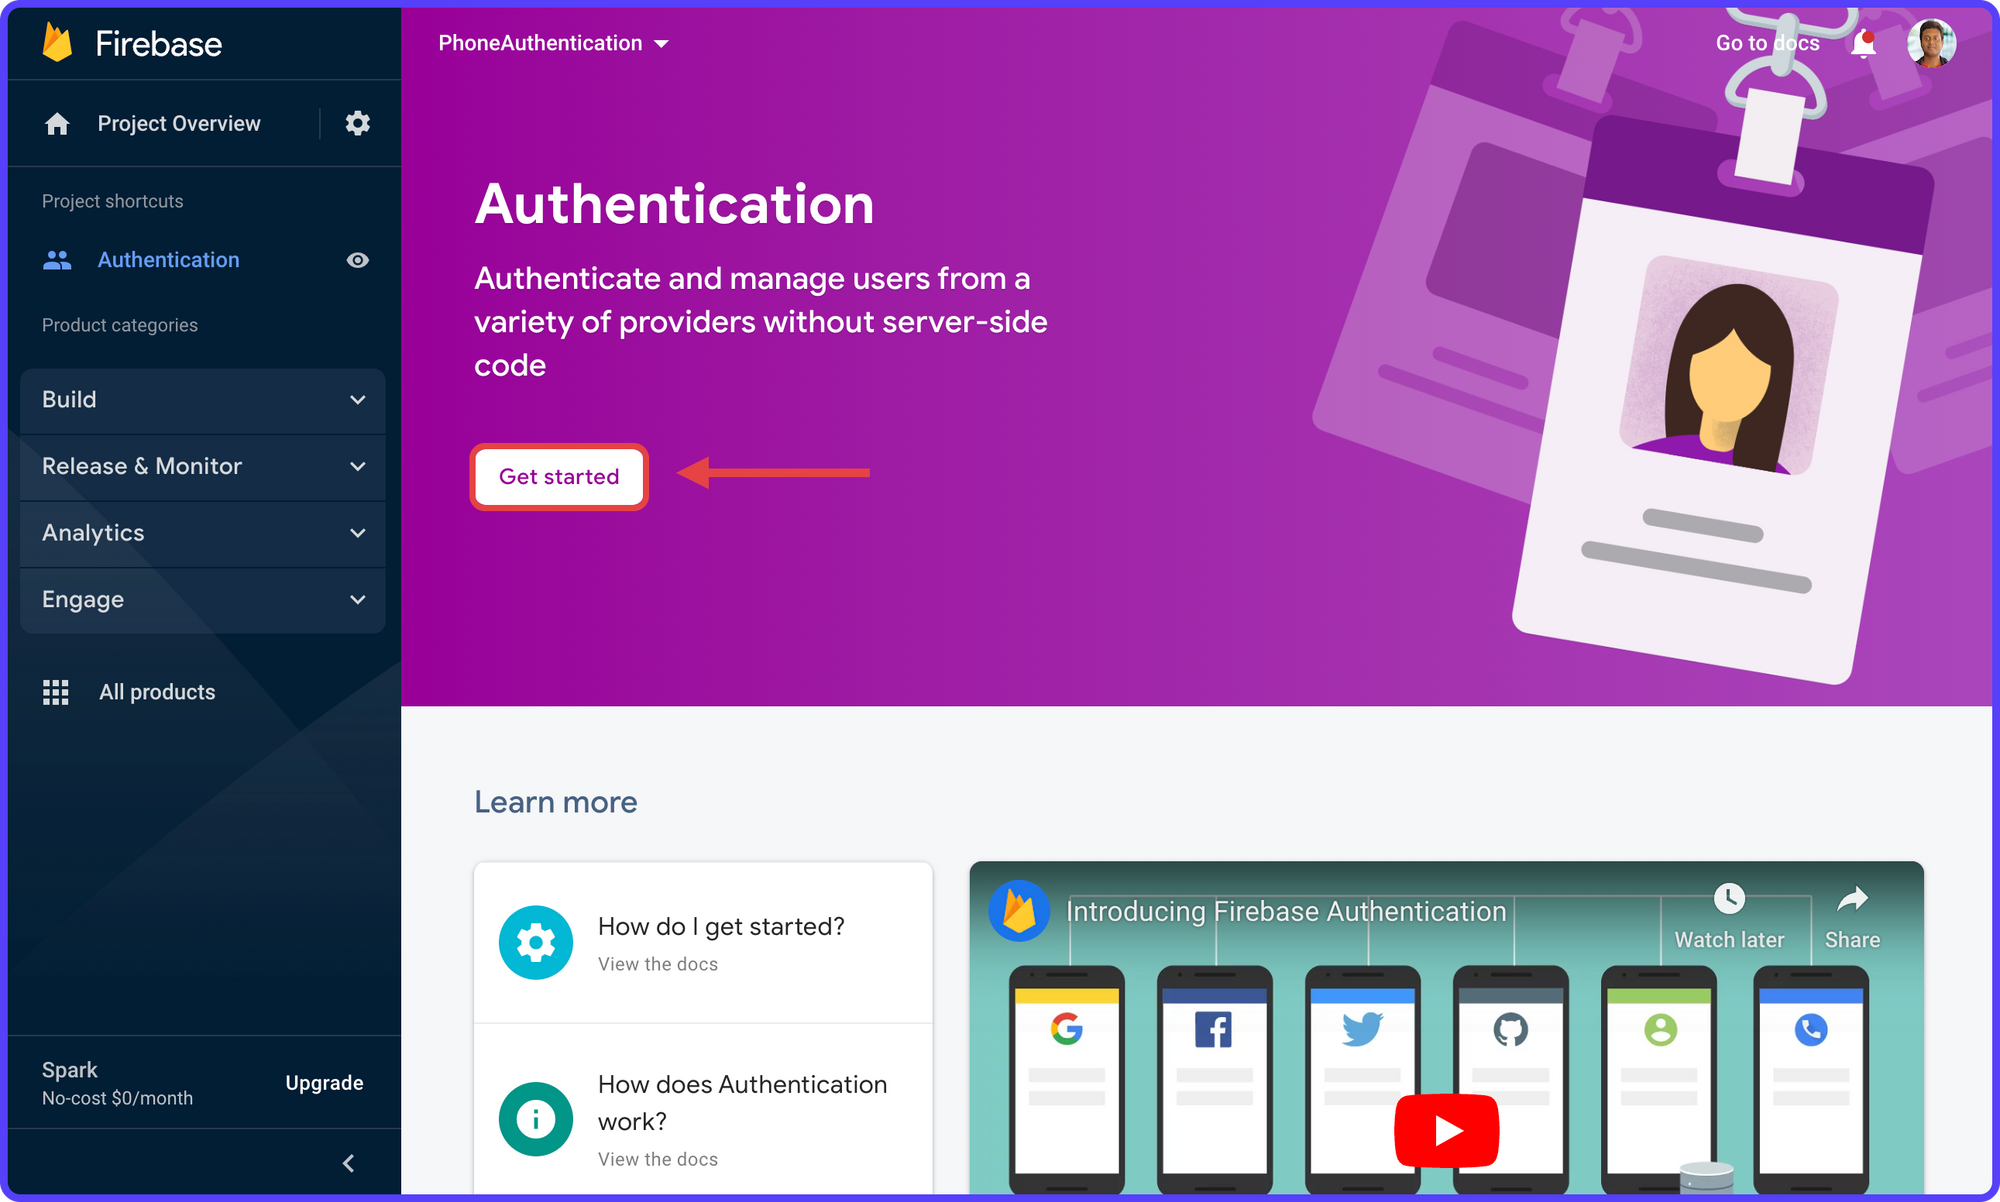 Firebase
Project Overview
Project shortcuts
Authentication
Product categories
Build
Release & Monitor
Analytics
Engage
All products
Spark
No-cost $0/month
Upgrade
PhoneAuthentication
Go to docs
Authentication
Authenticate and manage users from a
variety of providers without server-side
code
Get started
Learn more
How do I get started?
View the docs
How does Authentication
work?
View the docs
Introducing Firebase Authentication
Watch later
Share